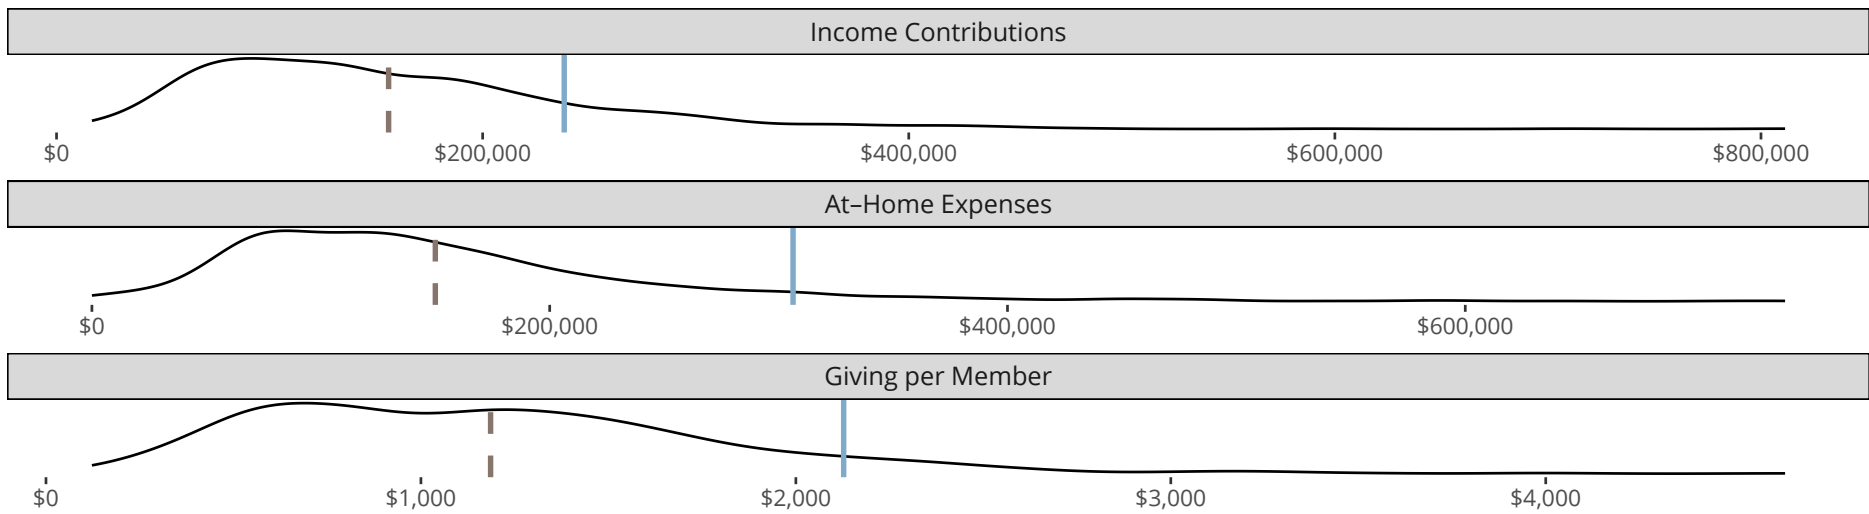 Income Contributions
$0 $200,000 $400,000 $600,000 $800,000
At–Home Expenses
$0 $200,000 $400,000 $600,000
Giving per Member
$0 $1,000 $2,000 $3,000 $4,000